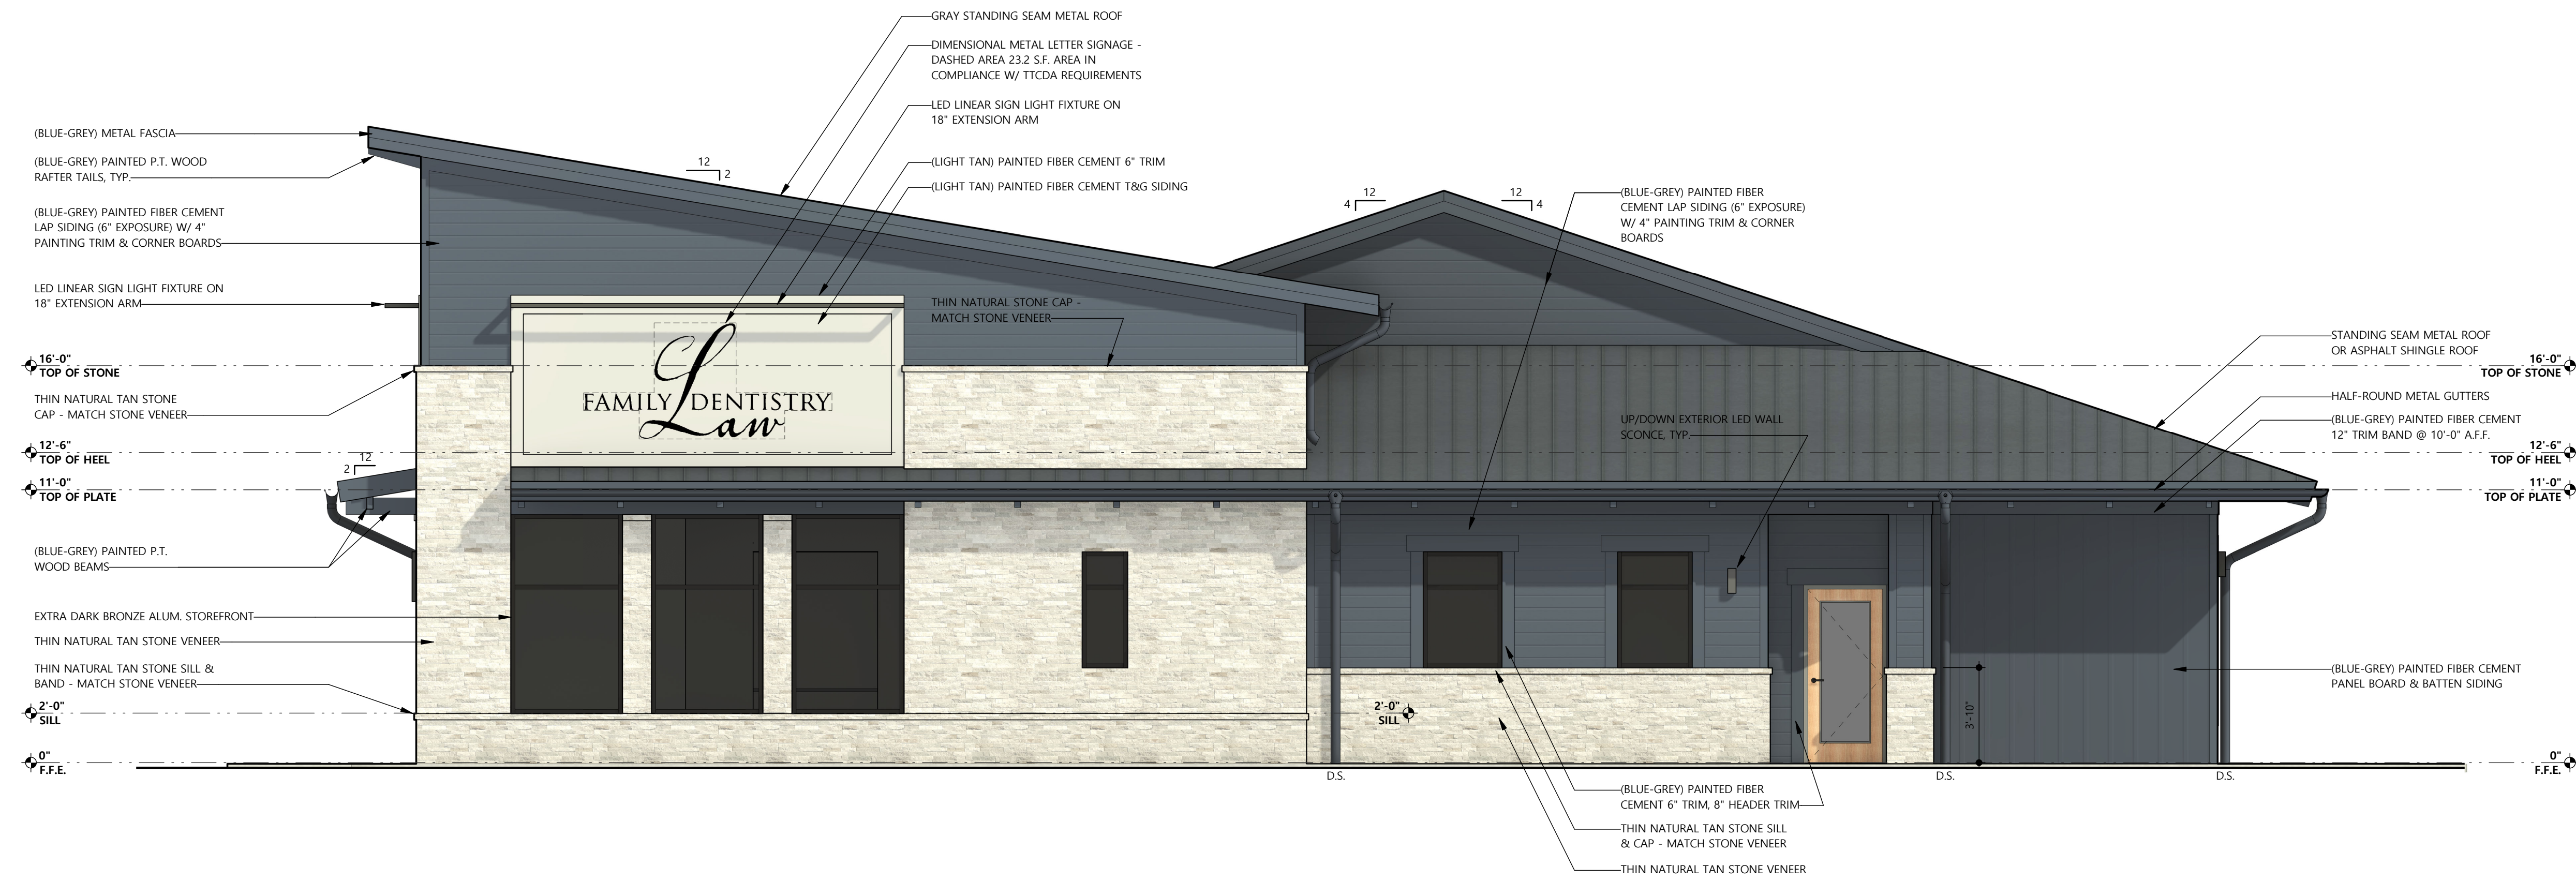 GRAY STANDING SEAM METAL ROOF
DIMENSIONAL METAL LETTER SIGNAGE -
DASHED AREA 23.2 S.F. AREA IN
COMPLIANCE W/ TTCDA REQUIREMENTS
LED LINEAR SIGN LIGHT FIXTURE ON
18" EXTENSION ARM
(LIGHT TAN) PAINTED FIBER CEMENT 6" TRIM
(LIGHT TAN) PAINTED FIBER CEMENT T&G SIDING
(BLUE-GREY) METAL FASCIA
(BLUE-GREY) PAINTED P.T. WOOD
RAFTER TAILS, TYP.
(BLUE-GREY) PAINTED FIBER CEMENT
LAP SIDING (6" EXPOSURE) W/ 4"
PAINTING TRIM & CORNER BOARDS
LED LINEAR SIGN LIGHT FIXTURE ON
18" EXTENSION ARM
16'-0"
TOP OF STONE
THIN NATURAL TAN STONE
CAP - MATCH STONE VENEER
12'-6"
TOP OF HEEL
12
2
11'-0"
TOP OF PLATE
(BLUE-GREY) PAINTED P.T.
WOOD BEAMS
EXTRA DARK BRONZE ALUM. STOREFRONT
THIN NATURAL TAN STONE VENEER
THIN NATURAL TAN STONE SILL &
BAND - MATCH STONE VENEER
2'-0"
SILL
0"
F.F.E.
12
2
THIN NATURAL STONE CAP -
MATCH STONE VENEER
L
FAMILY DENTISTRY
Law
12
4
12
4
(BLUE-GREY) PAINTED FIBER
CEMENT LAP SIDING (6" EXPOSURE)
W/ 4" PAINTING TRIM & CORNER
BOARDS
UP/DOWN EXTERIOR LED WALL
SCONCE, TYP.
2'-0"
SILL
3'-10"
D.S.
D.S.
D.S.
(BLUE-GREY) PAINTED FIBER
CEMENT 6" TRIM, 8" HEADER TRIM
THIN NATURAL TAN STONE SILL
& CAP - MATCH STONE VENEER
THIN NATURAL TAN STONE VENEER
STANDING SEAM METAL ROOF
OR ASPHALT SHINGLE ROOF
16'-0"
TOP OF STONE
HALF-ROUND METAL GUTTERS
(BLUE-GREY) PAINTED FIBER CEMENT
12" TRIM BAND @ 10'-0" A.F.F.
12'-6"
TOP OF HEEL
11'-0"
TOP OF PLATE
(BLUE-GREY) PAINTED FIBER CEMENT
PANEL BOARD & BATTEN SIDING
0"
F.F.E.